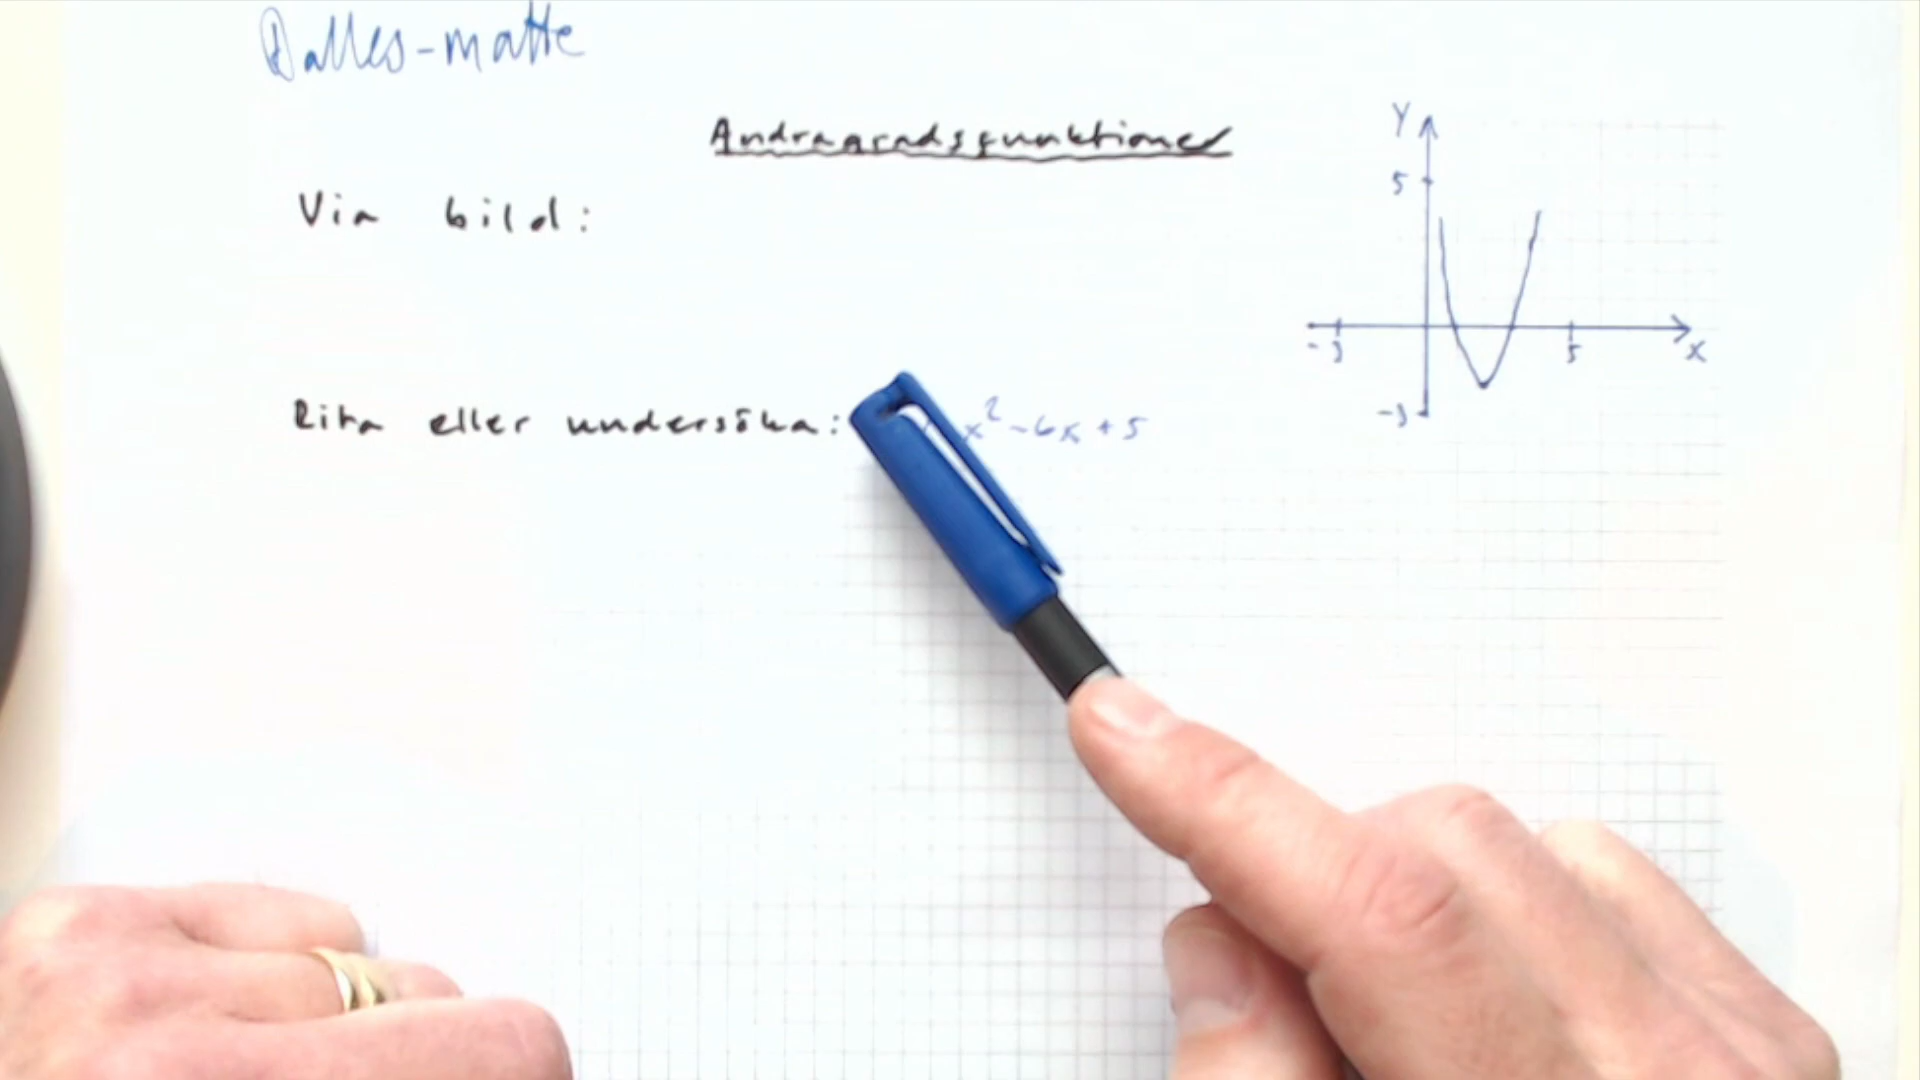 Dalles-matte
Andragradsfunktioner
Via bild:
Y
5
-3
5
x
-3
Rita eller undersöka: x²-6x+5